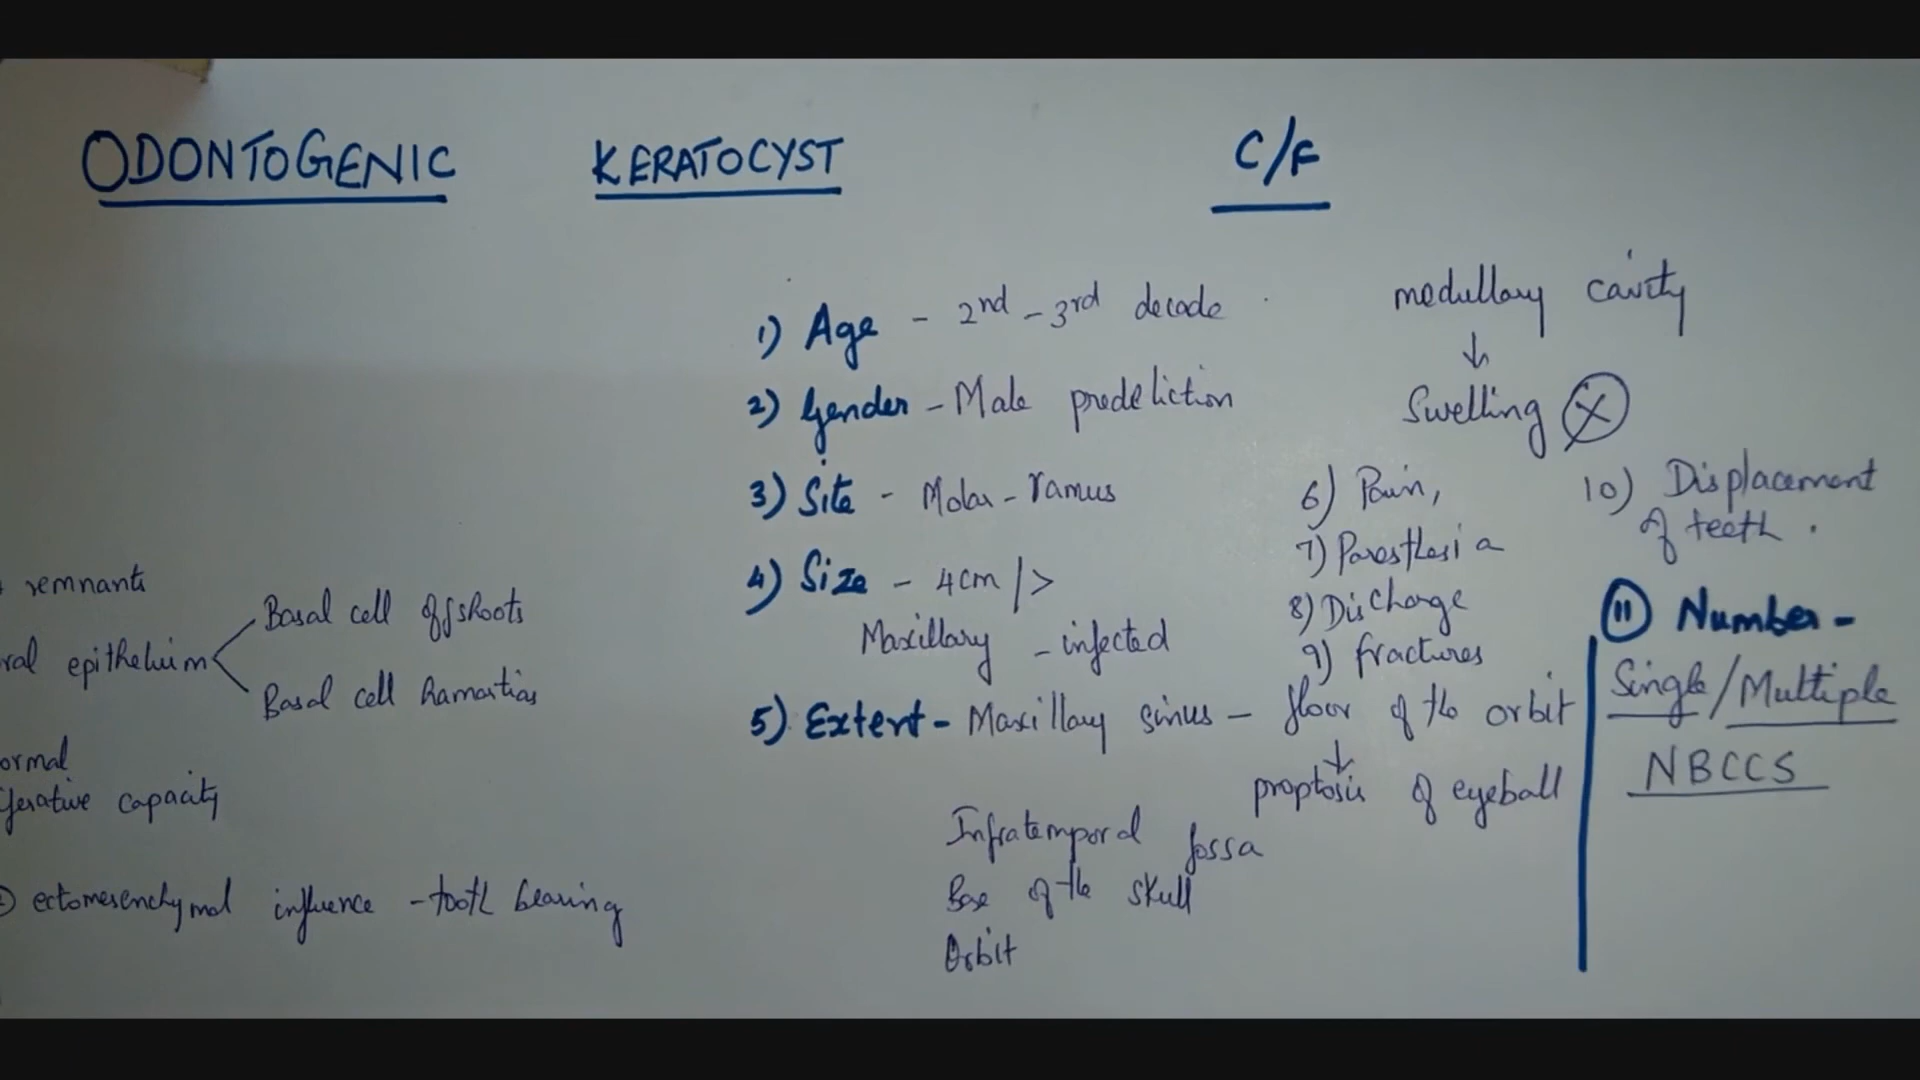 ODONTOGENIC KERATOCYST C/F
remnants
epithelium
Basal cell offshoots
Basal cell hamartias
ormal
ferative capacity
ectomesenchymal influence - tooth bearing
1) Age - 2nd - 3rd decade
2) Gender - Male predeliction
3) Site - Molar - ramus
4) Size - 4cm / >
Maxillary - infected
5) Extent - Maxillary sinus - floor of the orbit
↓
proptosis of eyeball
Infratemporal fossa
Base of the skull
Orbit
medullary cavity
↓
Swelling X
6) Pain,
7) Paresthesia
8) Discharge
9) fractures
10) Displacement
of teeth.
11 Number -
Single/Multiple
NBCCS